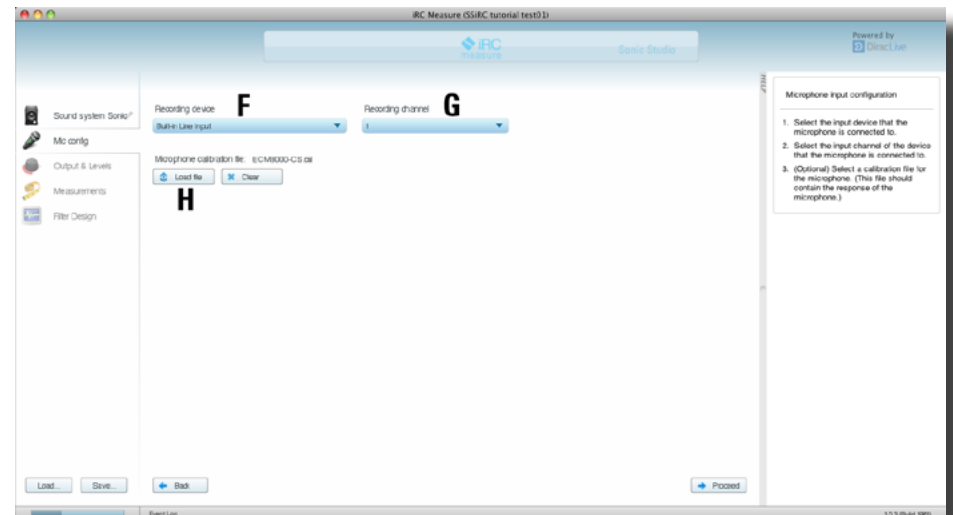 iRC Measure (SSiRC tutorial test01)
iRC
measure
Sonic Studio
Powered by
Dirac Live
HELP
Sound system Sonic
Mic config
Output & Levels
Measurements
Filter Design
Recording device
F
Built-in Line Input
Recording channel
G
1
Microphone calibration file: ECM8000-CS.cal
Load file
Clear
H
Microphone input configuration
1. Select the input device that the
microphone is connected to.
2. Select the input channel of the device
that the microphone is connected to.
3. (Optional) Select a calibration file for
the microphone. (This file should
contain the response of the
microphone.)
Load...
Save...
Back
Proceed
Event Log